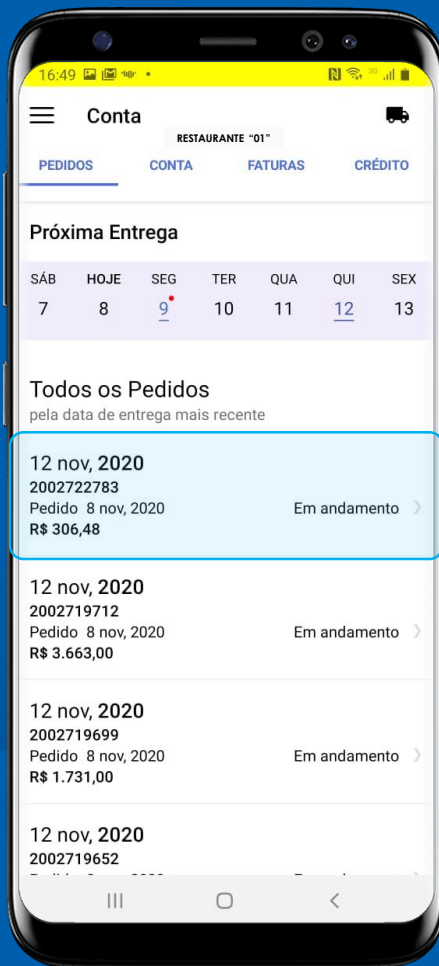 16:49
Conta
RESTAURANTE "01"
PEDIDOS CONTA FATURAS CRÉDITO
Próxima Entrega
SÁB HOJE SEG TER QUA QUI SEX
7 8 9 10 11 12 13
Todos os Pedidos
pela data de entrega mais recente
12 nov, 2020
2002722783
Pedido 8 nov, 2020 Em andamento
R$ 306,48
12 nov, 2020
2002719712
Pedido 8 nov, 2020 Em andamento
R$ 3.663,00
12 nov, 2020
2002719699
Pedido 8 nov, 2020 Em andamento
R$ 1.731,00
12 nov, 2020
2002719652